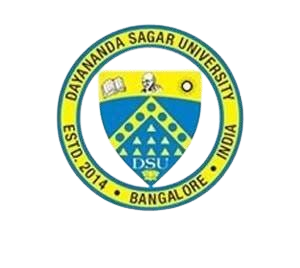 DAYANANDA SAGAR UNIVERSITY
ESTD. 2014 • BANGALORE • INDIA
DSU